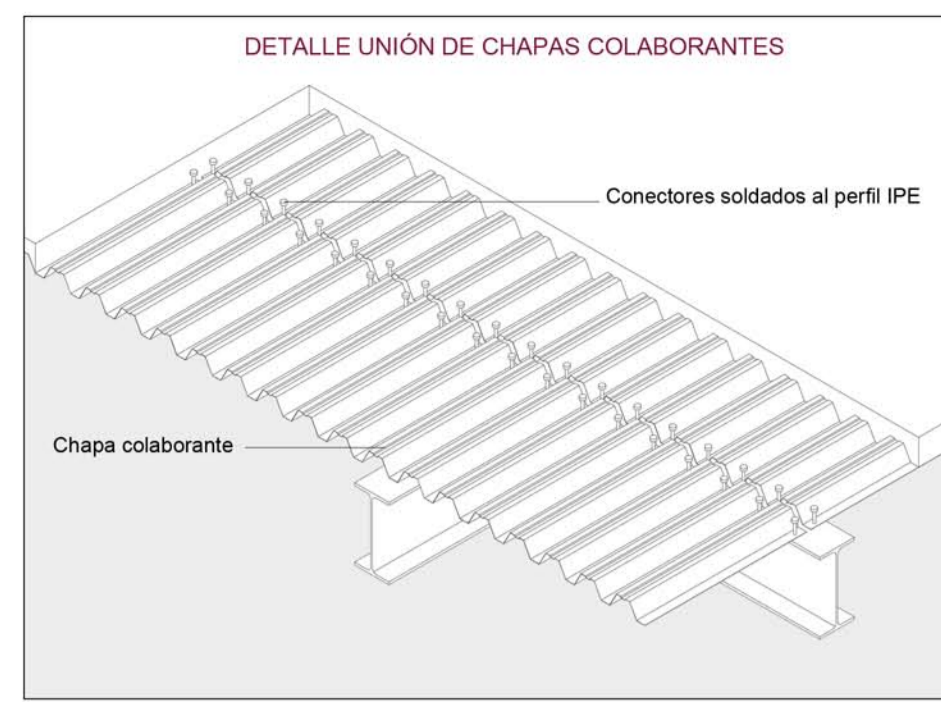 DETALLE UNIÓN DE CHAPAS COLABORANTES
Conectores soldados al perfil IPE
Chapa colaborante